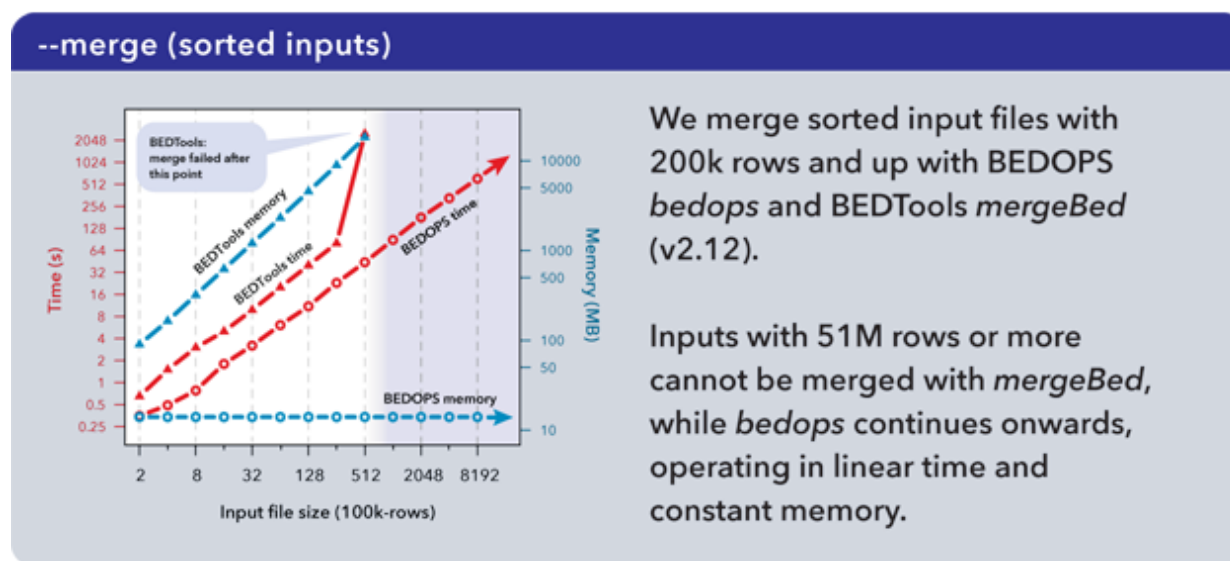 --merge (sorted inputs)
BEDTools:
merge failed after
this point
BEDTools memory
BEDTools time
BEDOPS time
BEDOPS memory
Time (s)
2048
1024
512
256
128
64
32
16
8
4
2
1
0.5
0.25
Memory (MB)
10000
5000
1000
500
100
50
10
2
8
32
128
512
2048
8192
Input file size (100k-rows)
We merge sorted input files with
200k rows and up with BEDOPS
bedops and BEDTools mergeBed
(v2.12).
Inputs with 51M rows or more
cannot be merged with mergeBed,
while bedops continues onwards,
operating in linear time and
constant memory.